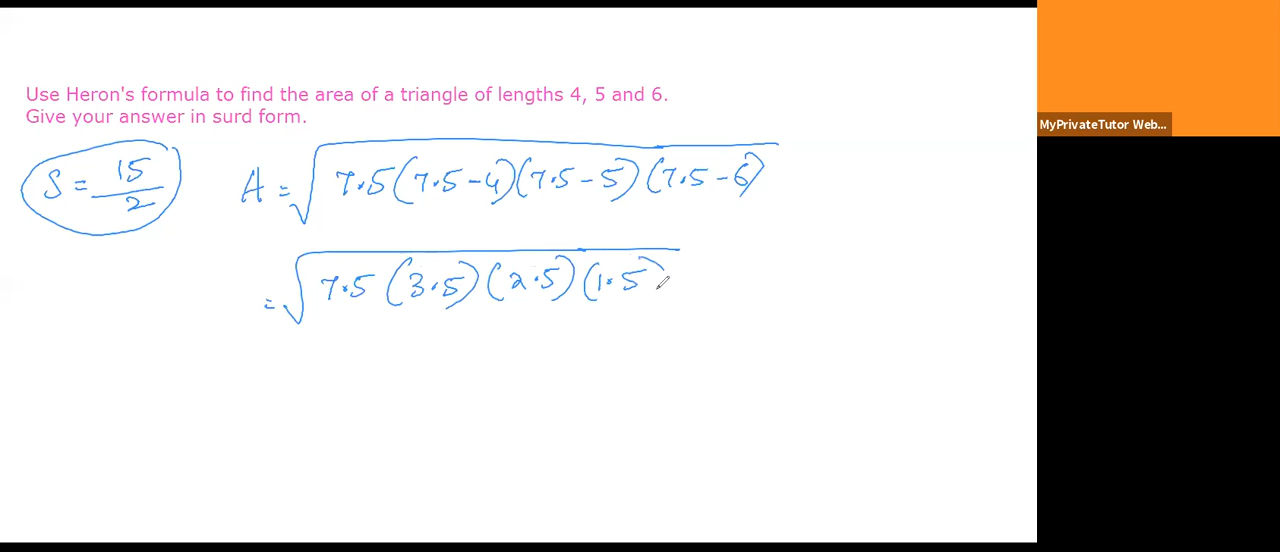 Use Heron's formula to find the area of a triangle of lengths 4, 5 and 6.
Give your answer in surd form.
MyPrivateTutor Web...
S = 15/2
A = √7.5(7.5-4)(7.5-5)(7.5-6)
= √7.5(3.5)(2.5)(1.5)